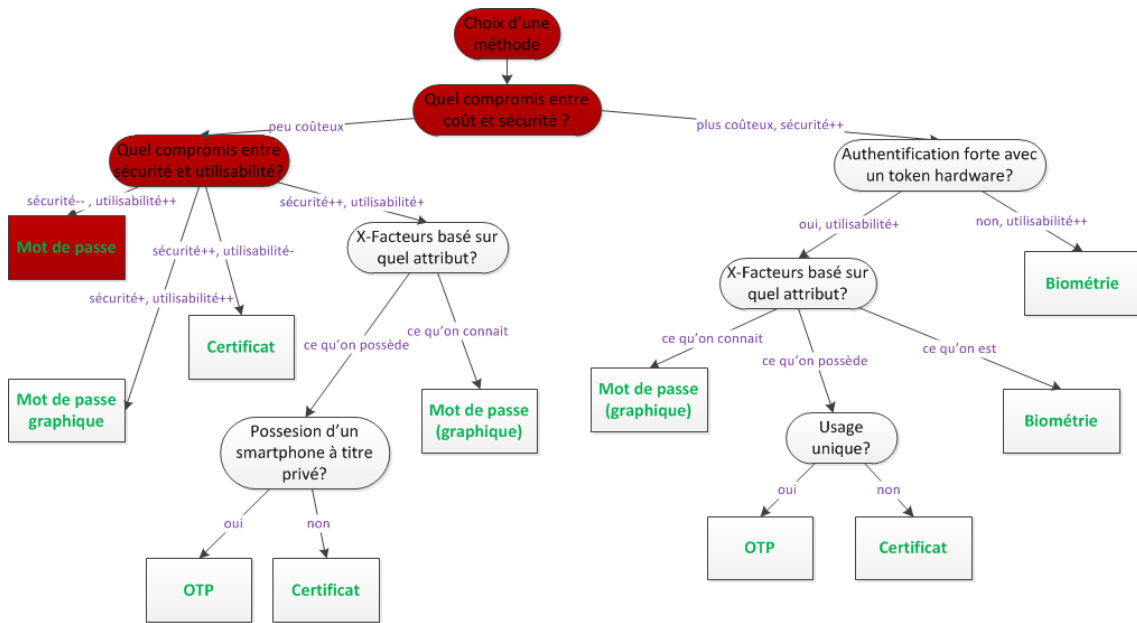 Choix d'une
méthode
Quel compromis entre
coût et sécurité ?
peu coûteux
plus coûteux, sécurité++
Quel compromis entre
sécurité et utilisabilité?
Authentification forte avec
un token hardware?
sécurité-- , utilisabilité++
sécurité++, utilisabilité+
oui, utilisabilité+
non, utilisabilité++
Mot de passe
sécurité++, utilisabilité-
X-Facteurs basé sur
quel attribut?
X-Facteurs basé sur
quel attribut?
Biométrie
sécurité+, utilisabilité++
Certificat
ce qu'on possède
ce qu'on connait
ce qu'on connait
ce qu'on possède
ce qu'on est
Mot de passe
graphique
Mot de passe
(graphique)
Mot de passe
(graphique)
Biométrie
Possesion d'un
smartphone à titre
privé?
Usage
unique?
oui
non
oui
non
OTP
Certificat
OTP
Certificat